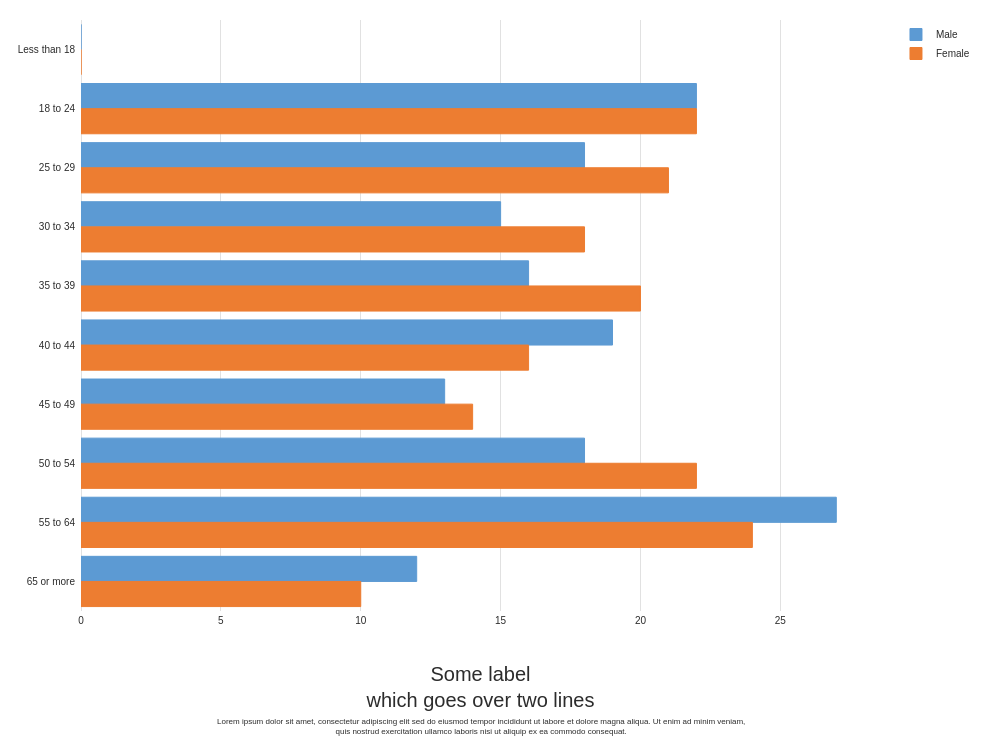 Male
Female
Less than 18
18 to 24
25 to 29
30 to 34
35 to 39
40 to 44
45 to 49
50 to 54
55 to 64
65 or more
0 5 10 15 20 25
Some label
which goes over two lines
Lorem ipsum dolor sit amet, consectetur adipiscing elit sed do eiusmod tempor incididunt ut labore et dolore magna aliqua. Ut enim ad minim veniam,
quis nostrud exercitation ullamco laboris nisi ut aliquip ex ea commodo consequat.